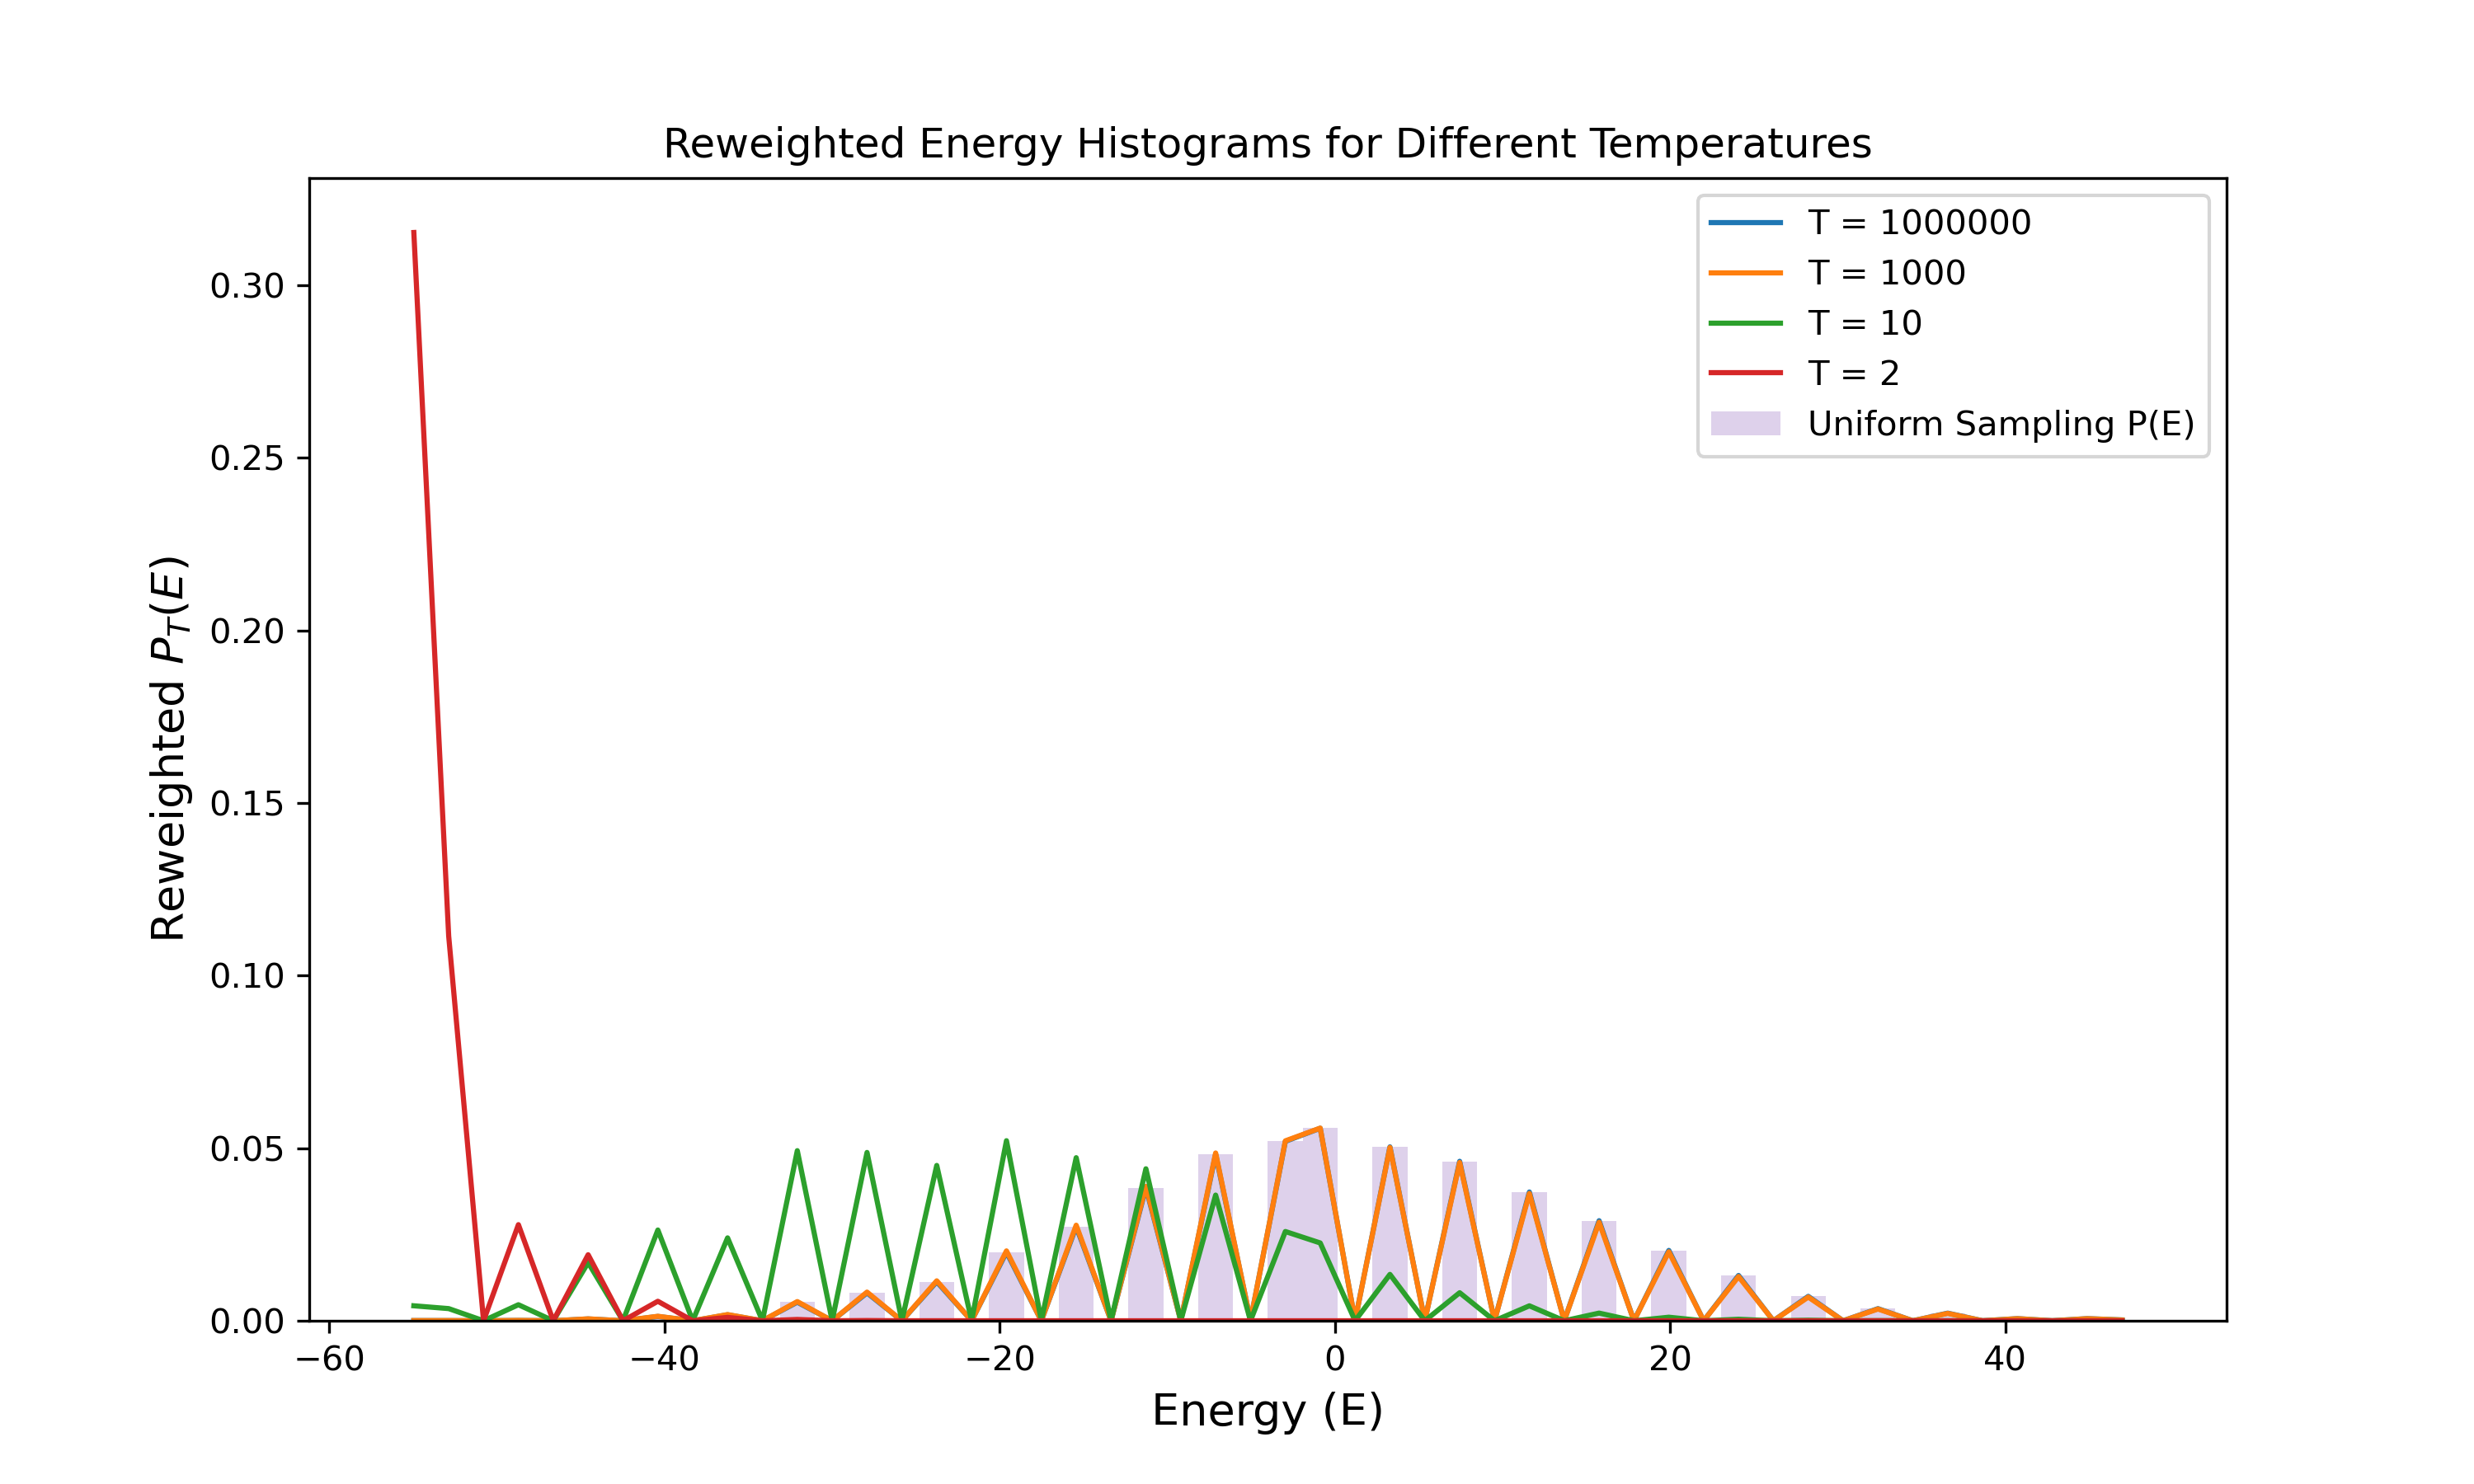 Reweighted Energy Histograms for Different Temperatures
T = 1000000
T = 1000
T = 10
T = 2
Uniform Sampling P(E)
Reweighted P_T(E)
0.30
0.25
0.20
0.15
0.10
0.05
0.00
−60 −40 −20 0 20 40
Energy (E)